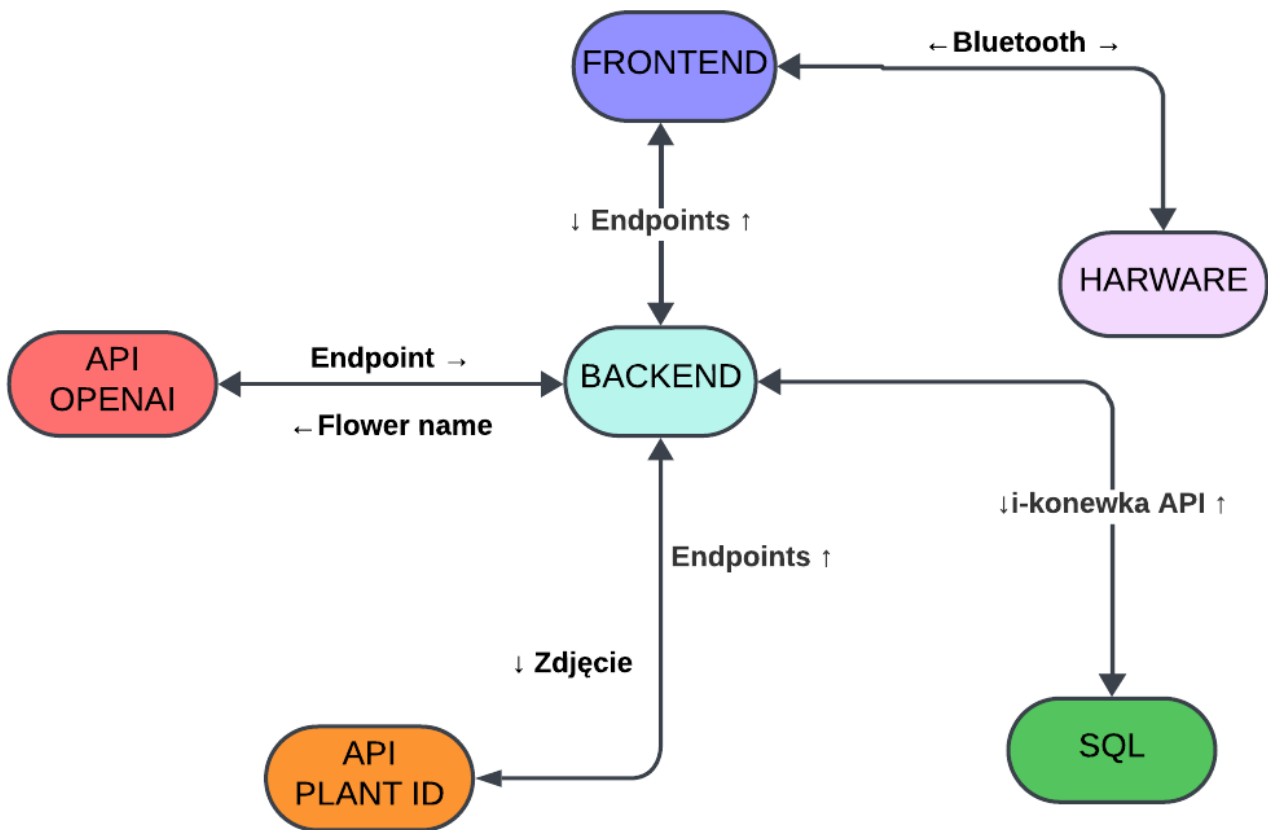 ←Bluetooth →
FRONTEND
↓ Endpoints ↑
HARWARE
API
OPENAI
Endpoint →
←Flower name
BACKEND
↓i-konewka API ↑
Endpoints ↑
↓ Zdjęcie
API
PLANT ID
SQL